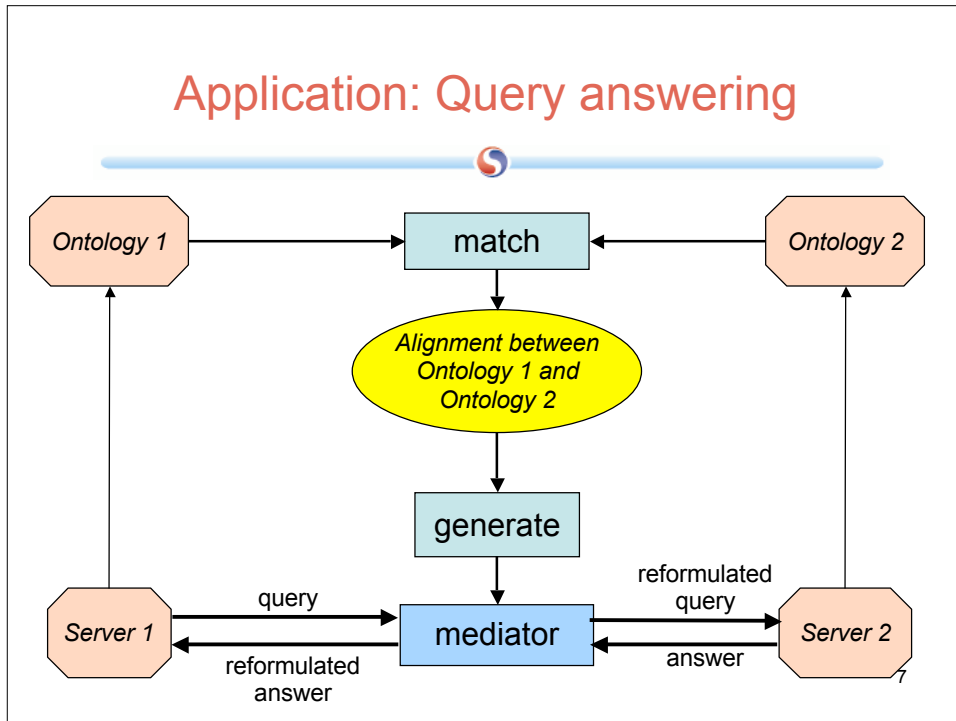 Application: Query answering
Ontology 1
match
Ontology 2
Alignment between
Ontology 1 and
Ontology 2
generate
query
reformulated
query
Server 1
mediator
Server 2
reformulated
answer
answer
7